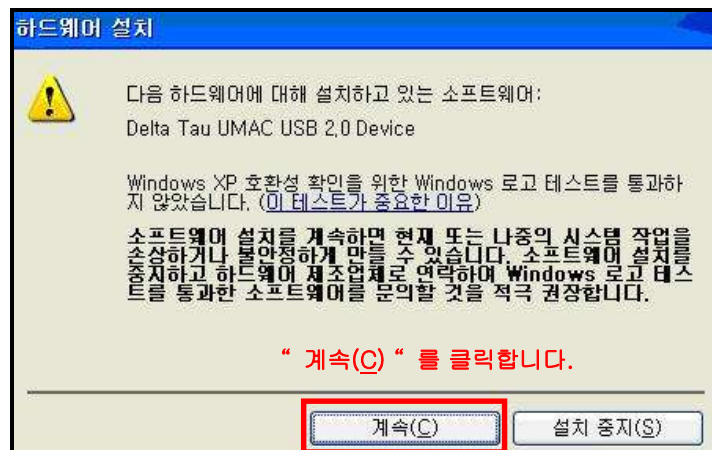 하드웨어 설치
다음 하드웨어에 대해 설치하고 있는 소프트웨어:
Delta Tau UMAC USB 2.0 Device
Windows XP 호환성 확인을 위한 Windows 로고 테스트를 통과하
지 않았습니다. (이 테스트가 중요한 이유)
소프트웨어 설치를 계속하면 현재 또는 나중의 시스템 작업을
손상하거나 불안정하게 만들 수 있습니다. 소프트웨어 설치를
중지하고 하드웨어 제조업체로 연락하여 Windows 로고 테스
트를 통과한 소프트웨어를 문의할 것을 적극 권장합니다.
“ 계속(C) “ 를 클릭합니다.
계속(C) 설치 중지(S)